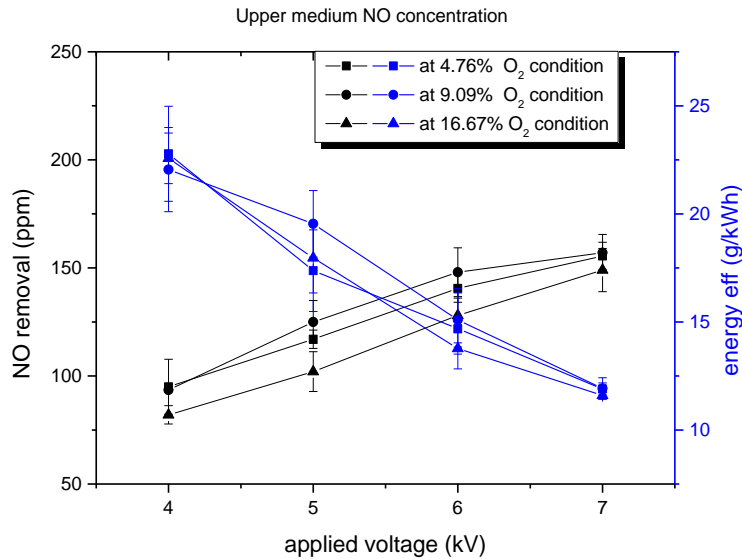 Upper medium NO concentration
250
200
150
100
50
NO removal (ppm)
at 4.76% O2 condition
at 9.09% O2 condition
at 16.67% O2 condition
25
20
15
10
energy eff (g/kWh)
4 5 6 7
applied voltage (kV)